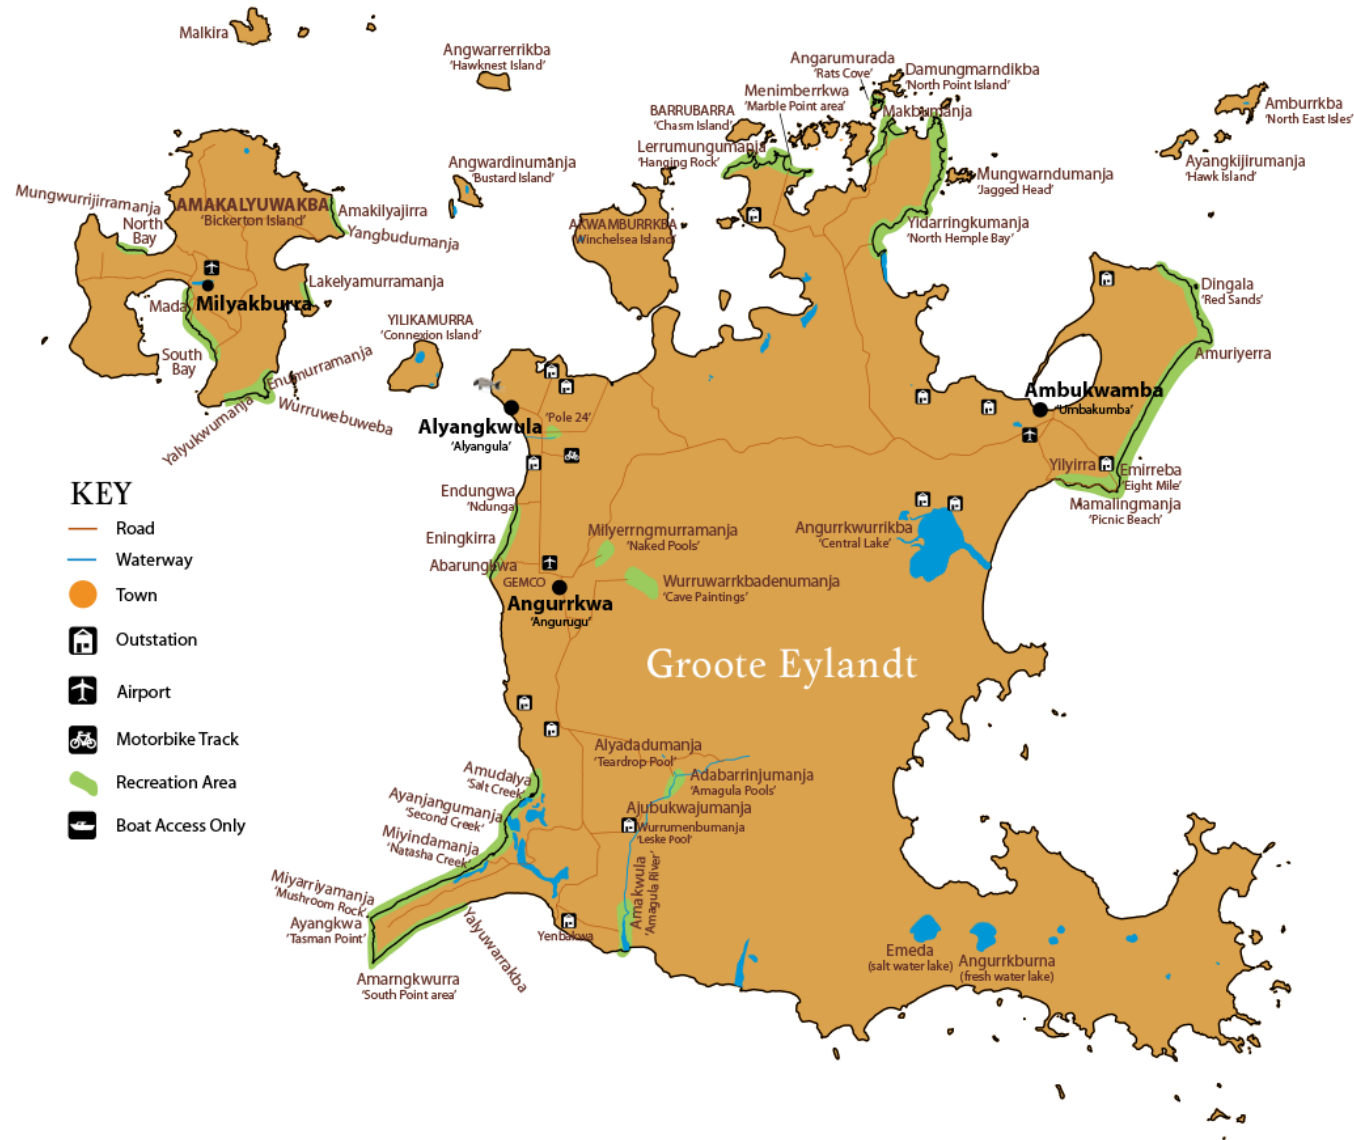 Malkira
Angwarrerrikba
'Hawknest Island'
Angarumurada
'Rats Cove'
Damungmarndikba
'North Point Island'
Menimberrkwa
'Marble Point area'
BARRUBARRA
'Chasm Island'
Makbumanja
Amburrkba
'North East Isles'
Lerrumungumanja
'Hanging Rock'
Ayangkijirumanja
'Hawk Island'
Angwardinumanja
'Bustard Island'
Mungwarndumanja
'Jagged Head'
Mungwurrijirramanja
North
Bay
AMAKALYUWAKBA
'Bickerton Island'
Amakilyajirra
Yangbudumanja
AKWAMBURRKBA
'Winchelsea Island'
Yidarringkumanja
'North Hemple Bay'
Lakelyamurramanja
Mada
Milyakburra
Dingala
'Red Sands'
YILIKAMURRA
'Connexion Island'
South
Bay
Enumurramanja
Amuriyerra
Yalyukwumanja
Wurruwebuweba
Ambukwamba
'Umbakumba'
Alyangkwula
'Alyangula'
'Pole 24'
Yilyirra
Emirreba
'Eight Mile'
Mamalingmanja
'Picnic Beach'
KEY
Road
Waterway
Town
Outstation
Airport
Motorbike Track
Recreation Area
Boat Access Only
Endungwa
'Ndunga'
Eningkirra
Abarungkwa
Milyerrngmurramanja
'Naked Pools'
Angurrkwurrikba
'Central Lake'
GEMCO
Angurrkwa
'Angurugu'
Wurruwarrkbadenumanja
'Cave Paintings'
Groote Eylandt
Alyadadumanja
'Teardrop Pool'
Adabarrinjumanja
'Amagula Pools'
Amudalya
'Salt Creek'
Ayanjangumanja
'Second Creek'
Ajubukwajumanja
Wurrumenbumanja
'Leske Pool'
Miyindamanja
'Natasha Creek'
Amakwula
'Amagula River'
Miyarriyamanja
'Mushroom Rock'
Ayangkwa
'Tasman Point'
Yalyuwarrakba
Yenbakwa
Amarngkwurra
'South Point area'
Emeda
(salt water lake)
Angurrkburna
(fresh water lake)